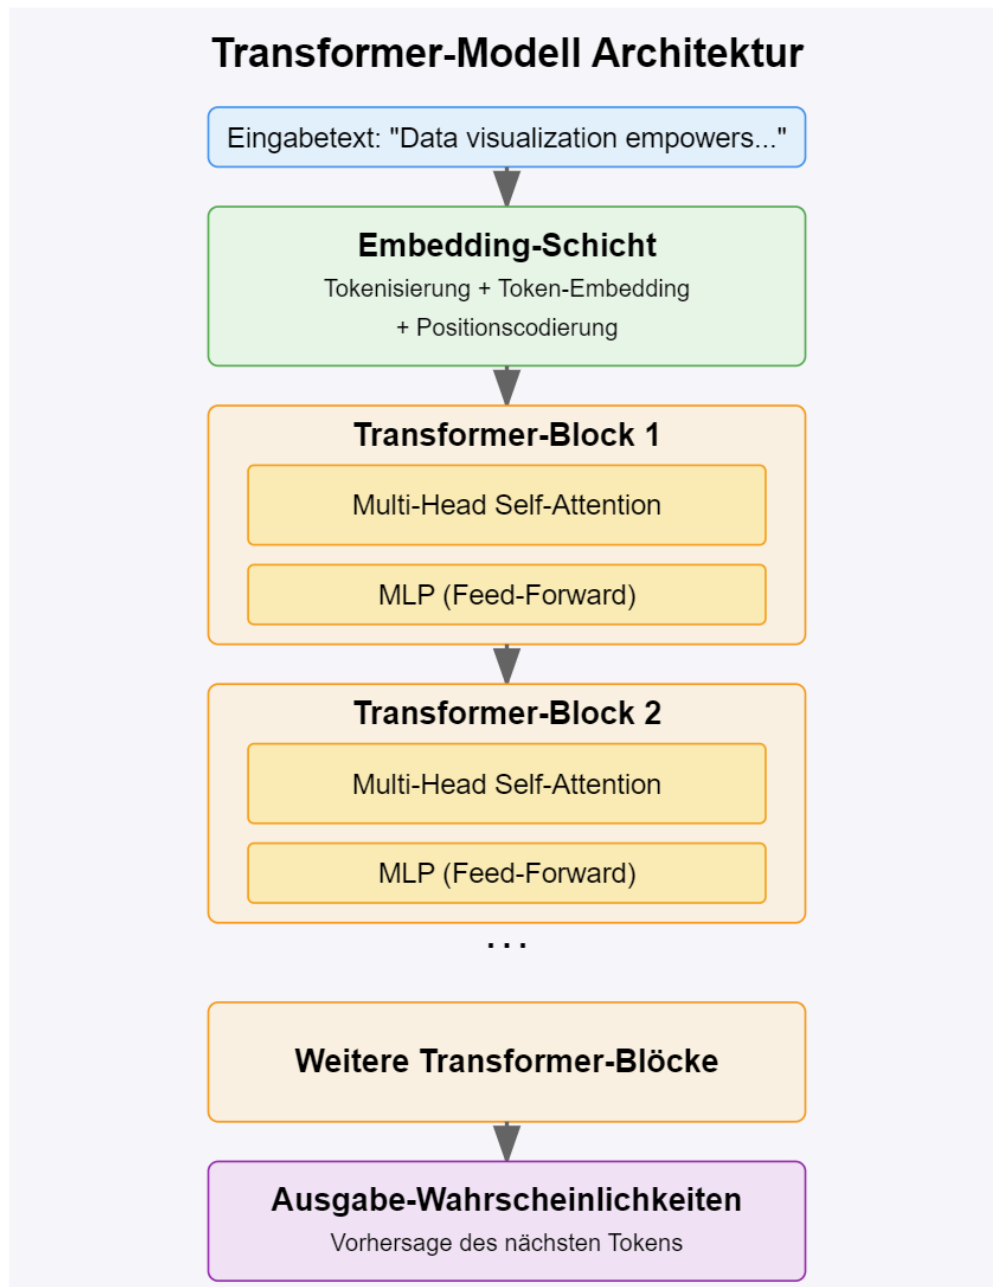 Transformer-Modell Architektur
Eingabetext: "Data visualization empowers..."
Embedding-Schicht
Tokenisierung + Token-Embedding
+ Positionscodierung
Transformer-Block 1
Multi-Head Self-Attention
MLP (Feed-Forward)
Transformer-Block 2
Multi-Head Self-Attention
MLP (Feed-Forward)
...
Weitere Transformer-Blöcke
Ausgabe-Wahrscheinlichkeiten
Vorhersage des nächsten Tokens